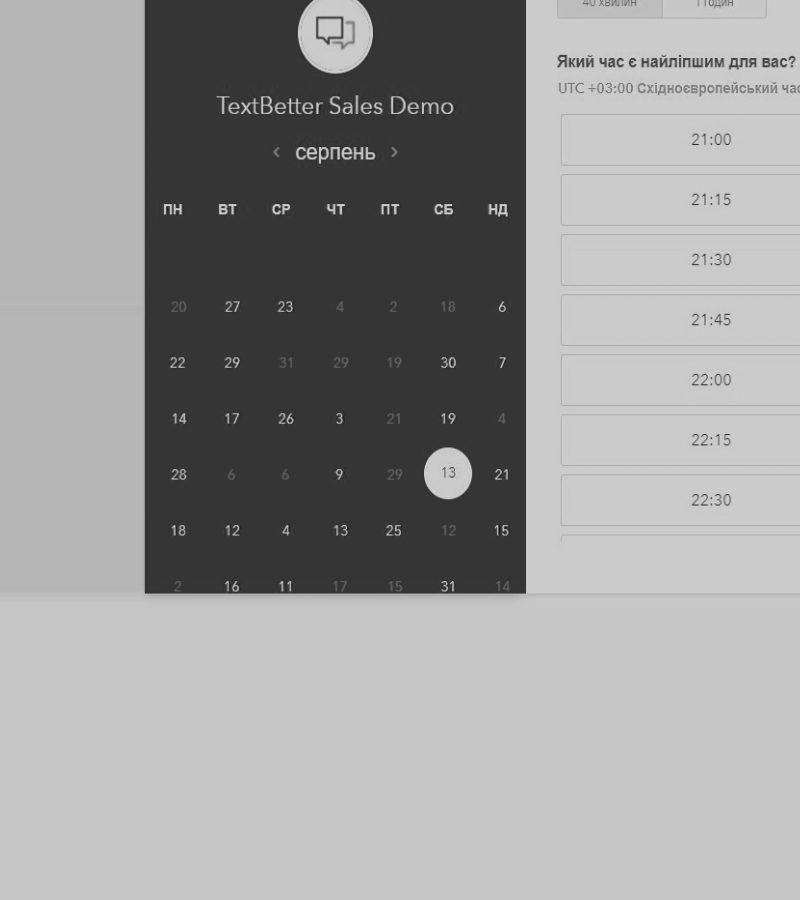 40 хвилин 1 годин
TextBetter Sales Demo
серпень
ПН ВТ СР ЧТ ПТ СБ НД
20 27 23 4 2 18 6
22 29 31 29 19 30 7
14 17 26 3 21 19 4
28 6 6 9 29 13 21
18 12 4 13 25 12 15
2 16 11 17 15 31 14
Який час є найліпшим для вас?
UTC +03:00 Східноєвропейський час
21:00
21:15
21:30
21:45
22:00
22:15
22:30